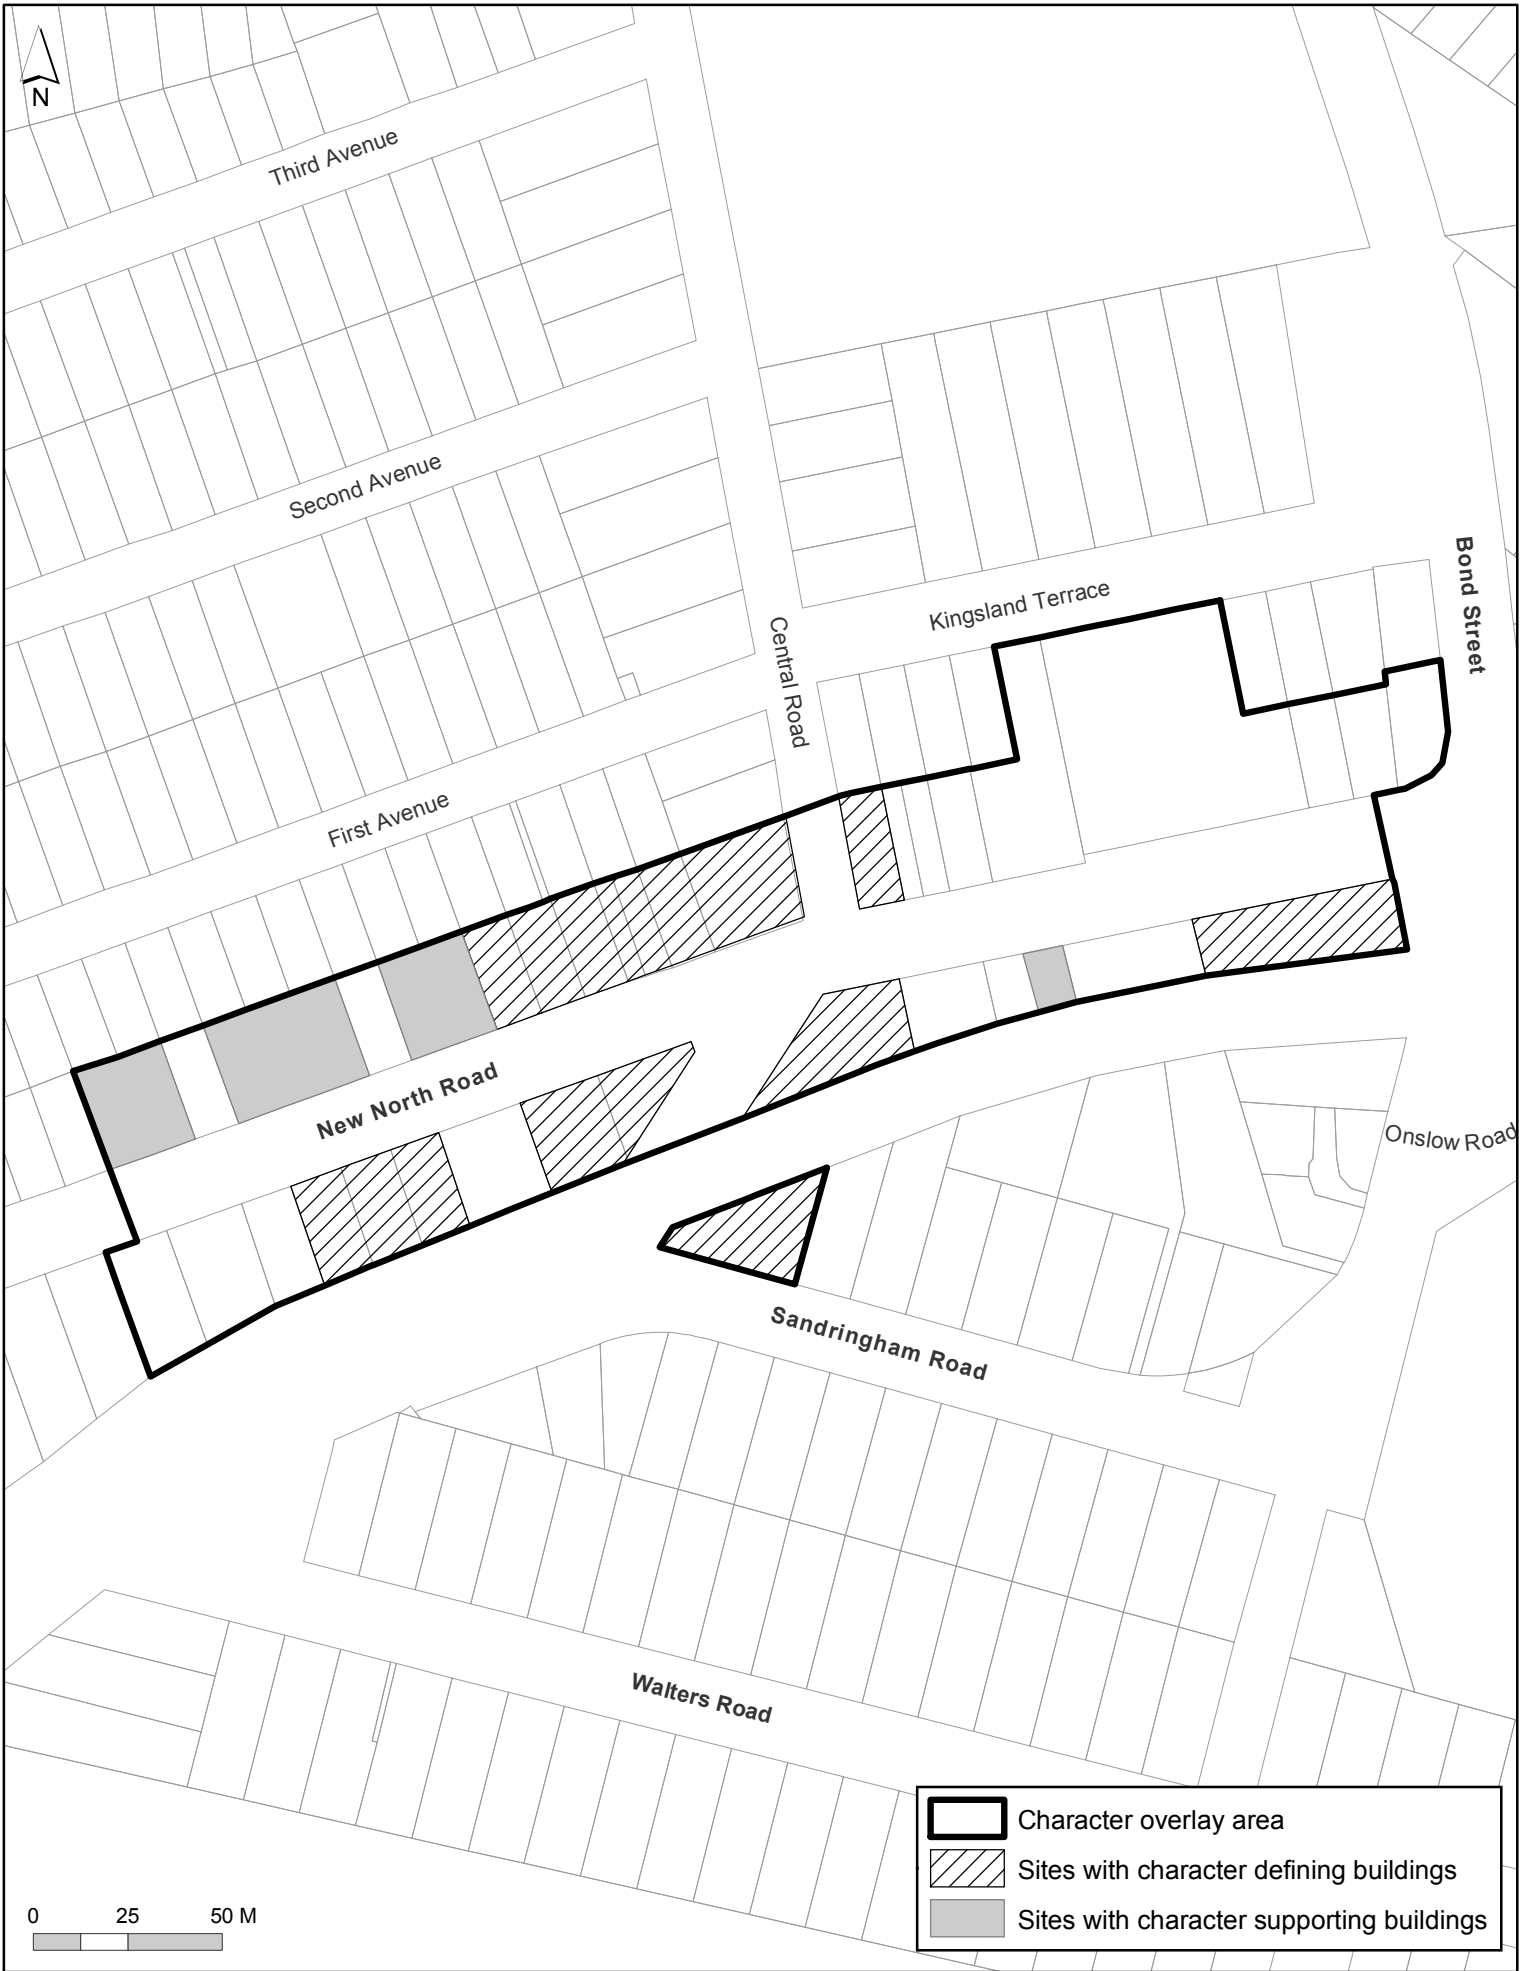 N
Third Avenue
Second Avenue
Bond Street
Kingsland Terrace
Central Road
First Avenue
New North Road
Onslow Road
Sandringham Road
Walters Road
Character overlay area
Sites with character defining buildings
Sites with character supporting buildings
0 25 50 M